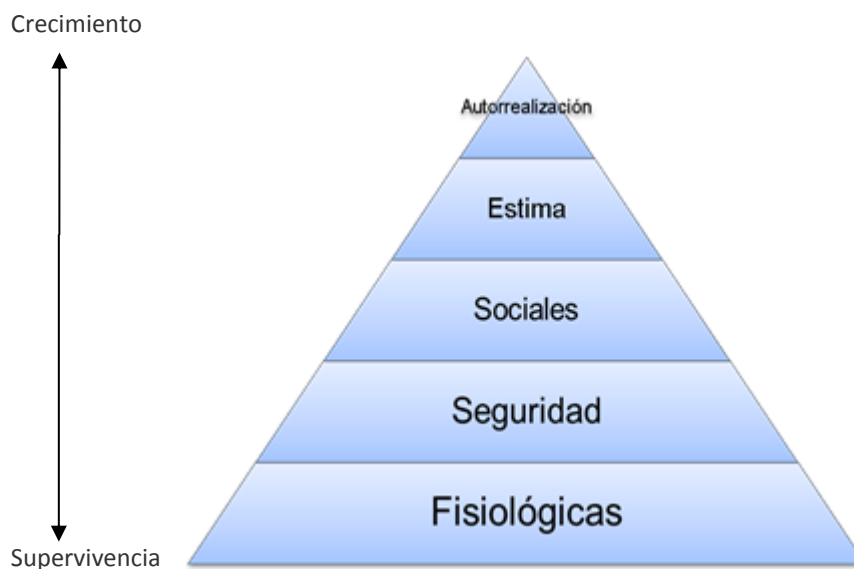 Crecimiento
Autorrealización
Estima
Sociales
Seguridad
Fisiológicas
Supervivencia